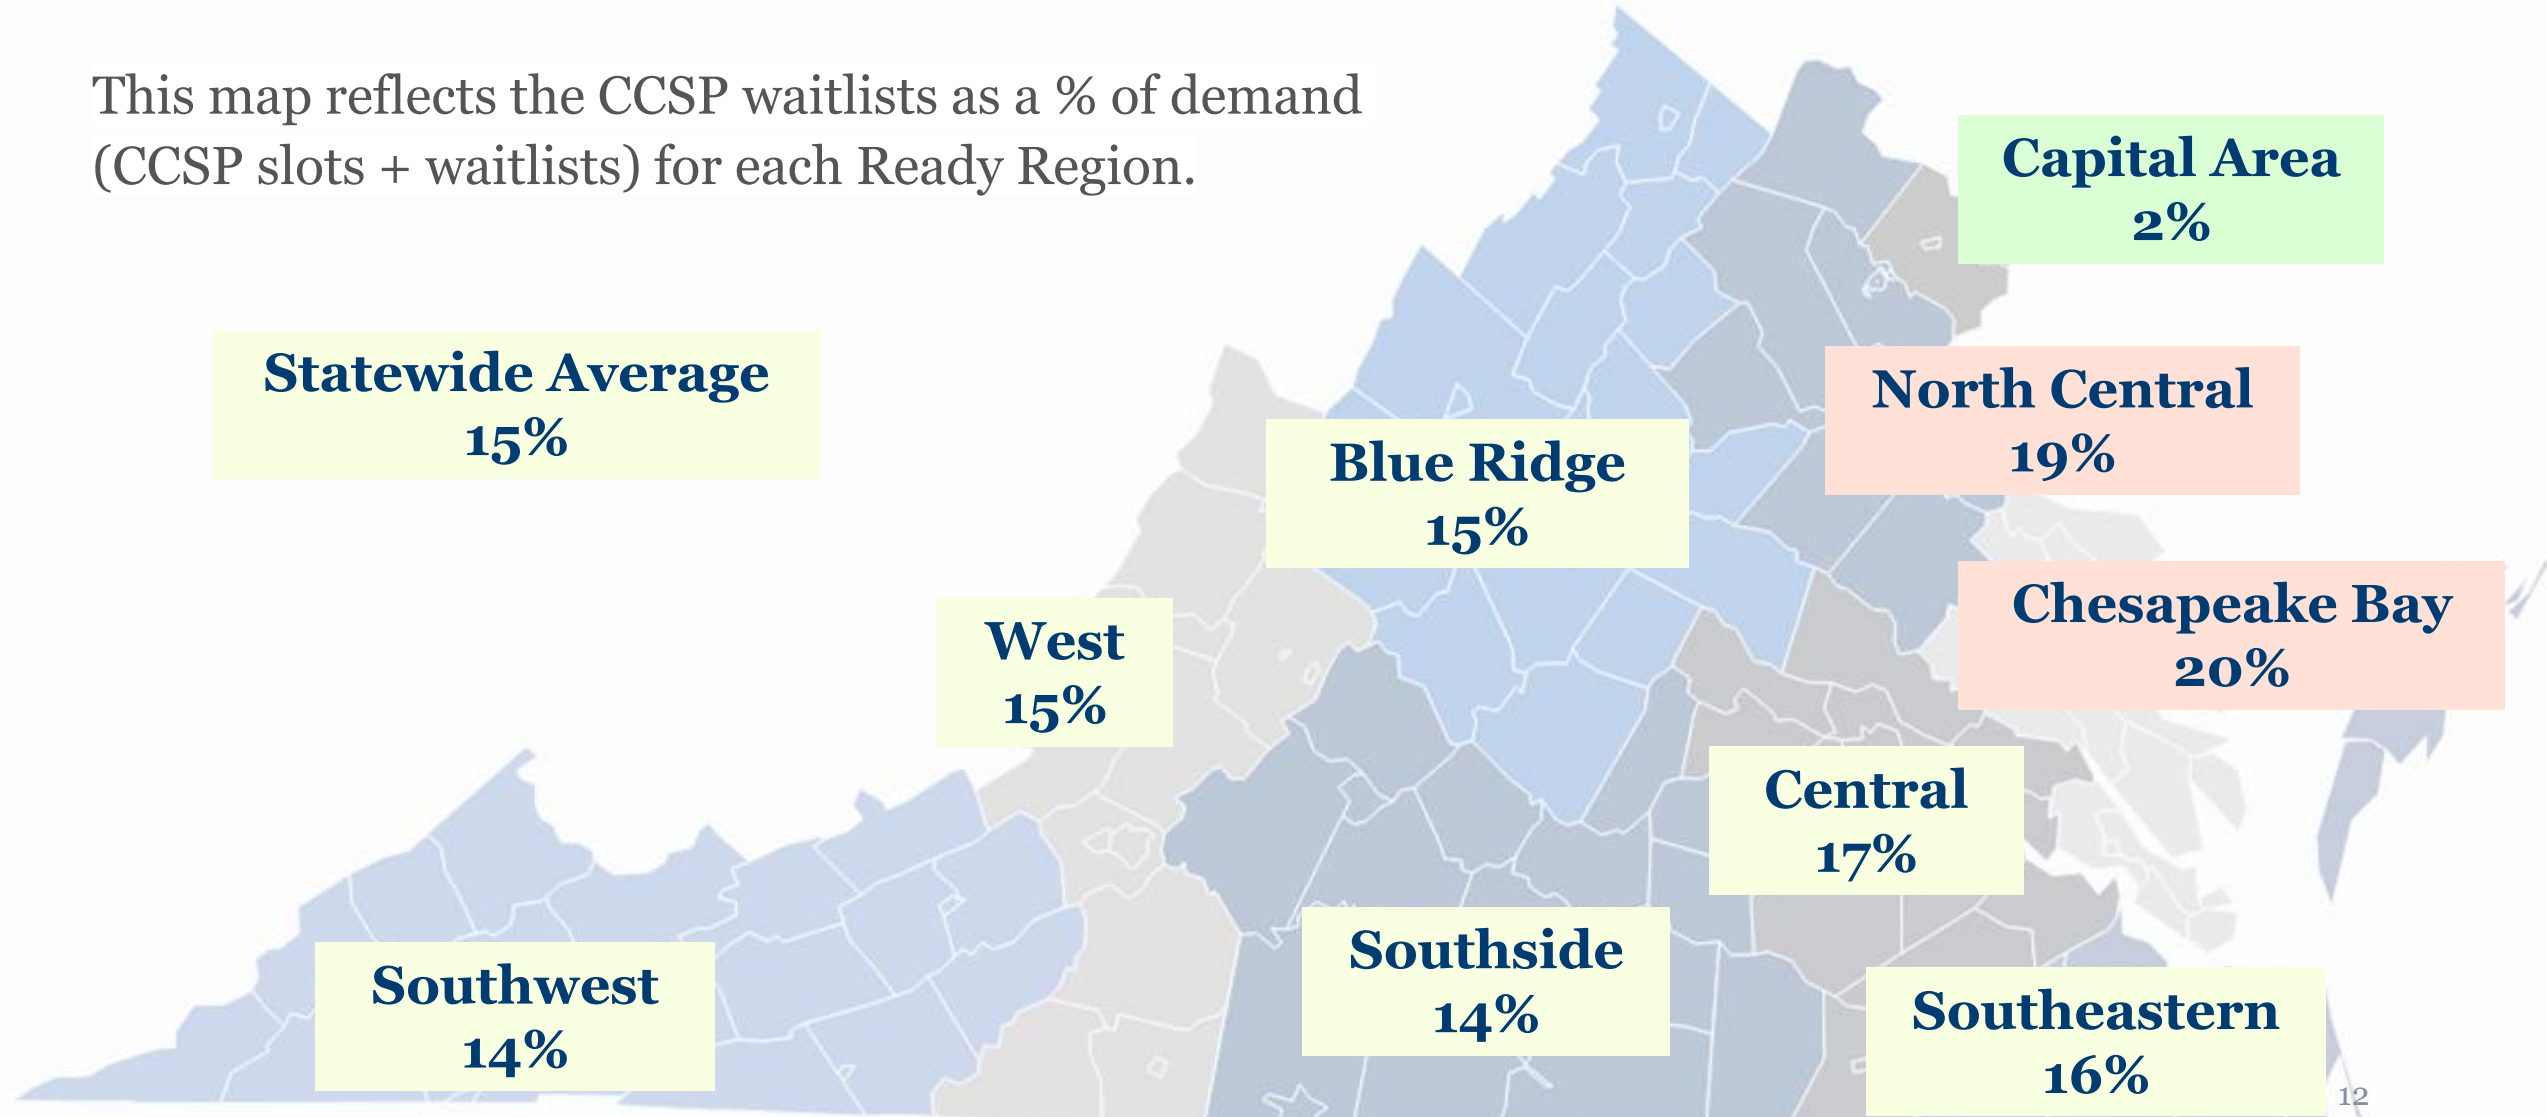 This map reflects the CCSP waitlists as a % of demand
(CCSP slots + waitlists) for each Ready Region.
Capital Area
2%
Statewide Average
15%
North Central
19%
Blue Ridge
15%
Chesapeake Bay
20%
West
15%
Central
17%
Southside
14%
Southwest
14%
Southeastern
16%
12